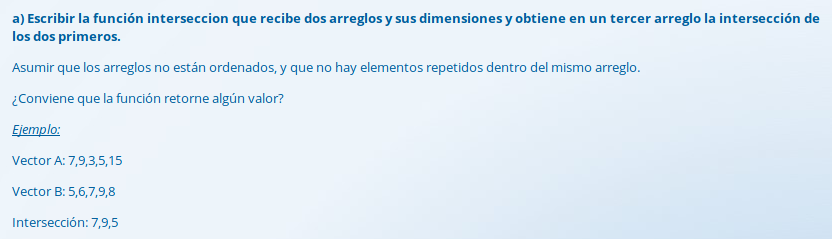 a) Escribir la función interseccion que recibe dos arreglos y sus dimensiones y obtiene en un tercer arreglo la intersección de
los dos primeros.
Asumir que los arreglos no están ordenados, y que no hay elementos repetidos dentro del mismo arreglo.
¿Conviene que la función retorne algún valor?
Ejemplo:
Vector A: 7,9,3,5,15
Vector B: 5,6,7,9,8
Intersección: 7,9,5